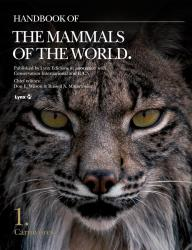 HANDBOOK OF
THE MAMMALS
OF THE WORLD.
Published by Lynx Edicions in association with
Conservation International and IUCN
Chief editors:
Don E. Wilson & Russell A. Mittermeier
Lynx
1.
Carnivores